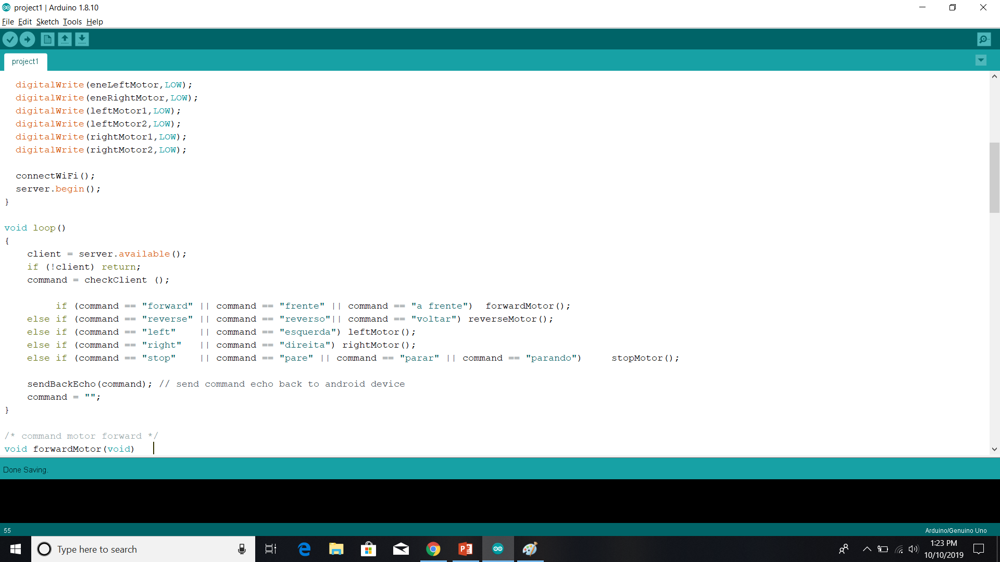 project1 | Arduino 1.8.10
File Edit Sketch Tools Help
project1
digitalWrite(eneLeftMotor,LOW);
digitalWrite(eneRightMotor,LOW);
digitalWrite(leftMotor1,LOW);
digitalWrite(leftMotor2,LOW);
digitalWrite(rightMotor1,LOW);
digitalWrite(rightMotor2,LOW);
connectWiFi();
server.begin();
}
void loop()
{
client = server.available();
if (!client) return;
command = checkClient ();
if (command == "forward" || command == "frente" || command == "a frente")  forwardMotor();
else if (command == "reverse" || command == "reverso"|| command == "voltar") reverseMotor();
else if (command == "left"    || command == "esquerda") leftMotor();
else if (command == "right"   || command == "direita") rightMotor();
else if (command == "stop"    || command == "pare" || command == "parar" || command == "parando")     stopMotor();
sendBackEcho(command); // send command echo back to android device
command = "";
}
/* command motor forward */
void forwardMotor(void)
Done Saving.
55
Arduino/Genuino Uno
Type here to search
1:23 PM
10/10/2019